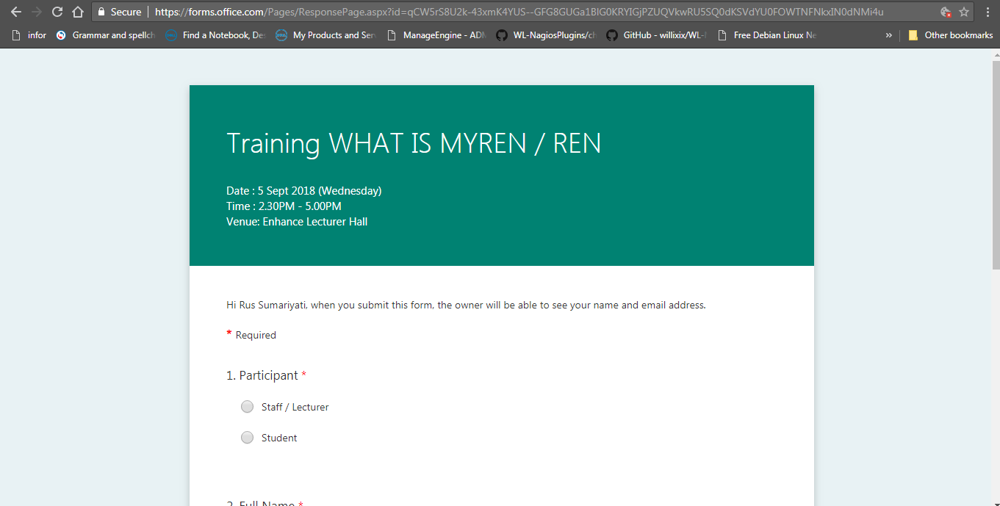 Secure https://forms.office.com/Pages/ResponsePage.aspx?id=qCW5rS8U2k-43xmK4YUS--GFG8GUGa1BIG0KRYIGjPZUQVkwRU5SQ0dKSVdYU0FOWTNFNkxIN0dNMi4u
infor Grammar and spellch Find a Notebook, Des My Products and Serv ManageEngine - ADM WL-NagiosPlugins/ch GitHub - willixix/WL-N Free Debian Linux Ne » Other bookmarks
Training WHAT IS MYREN / REN
Date : 5 Sept 2018 (Wednesday)
Time : 2.30PM - 5.00PM
Venue: Enhance Lecturer Hall
Hi Rus Sumariyati, when you submit this form, the owner will be able to see your name and email address.
* Required
1. Participant *
Staff / Lecturer
Student
2. Full Name *